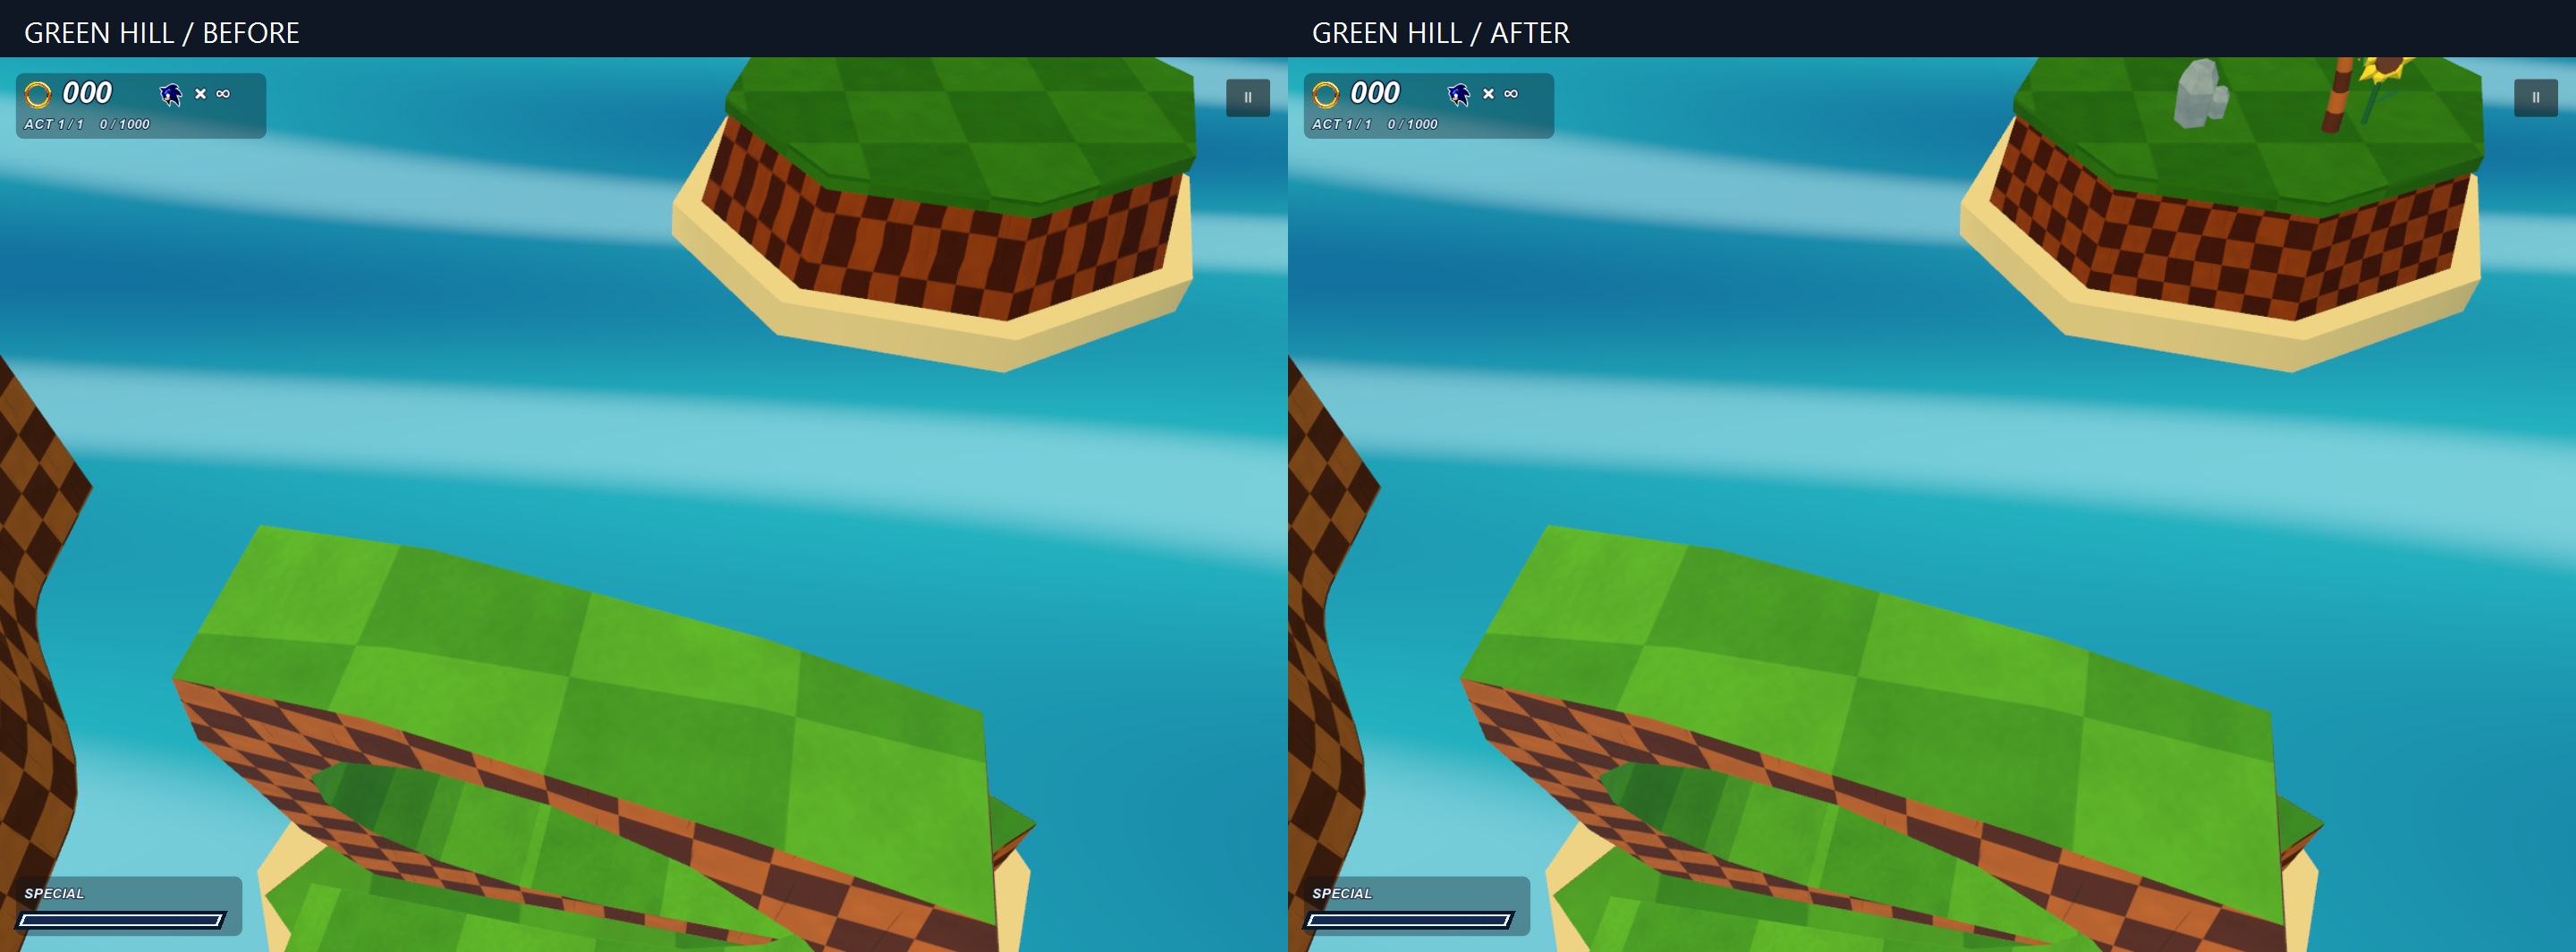 GREEN HILL / BEFORE
000 × ∞
ACT 1 / 1 0 / 1000
SPECIAL
GREEN HILL / AFTER
000 × ∞
ACT 1 / 1 0 / 1000
SPECIAL